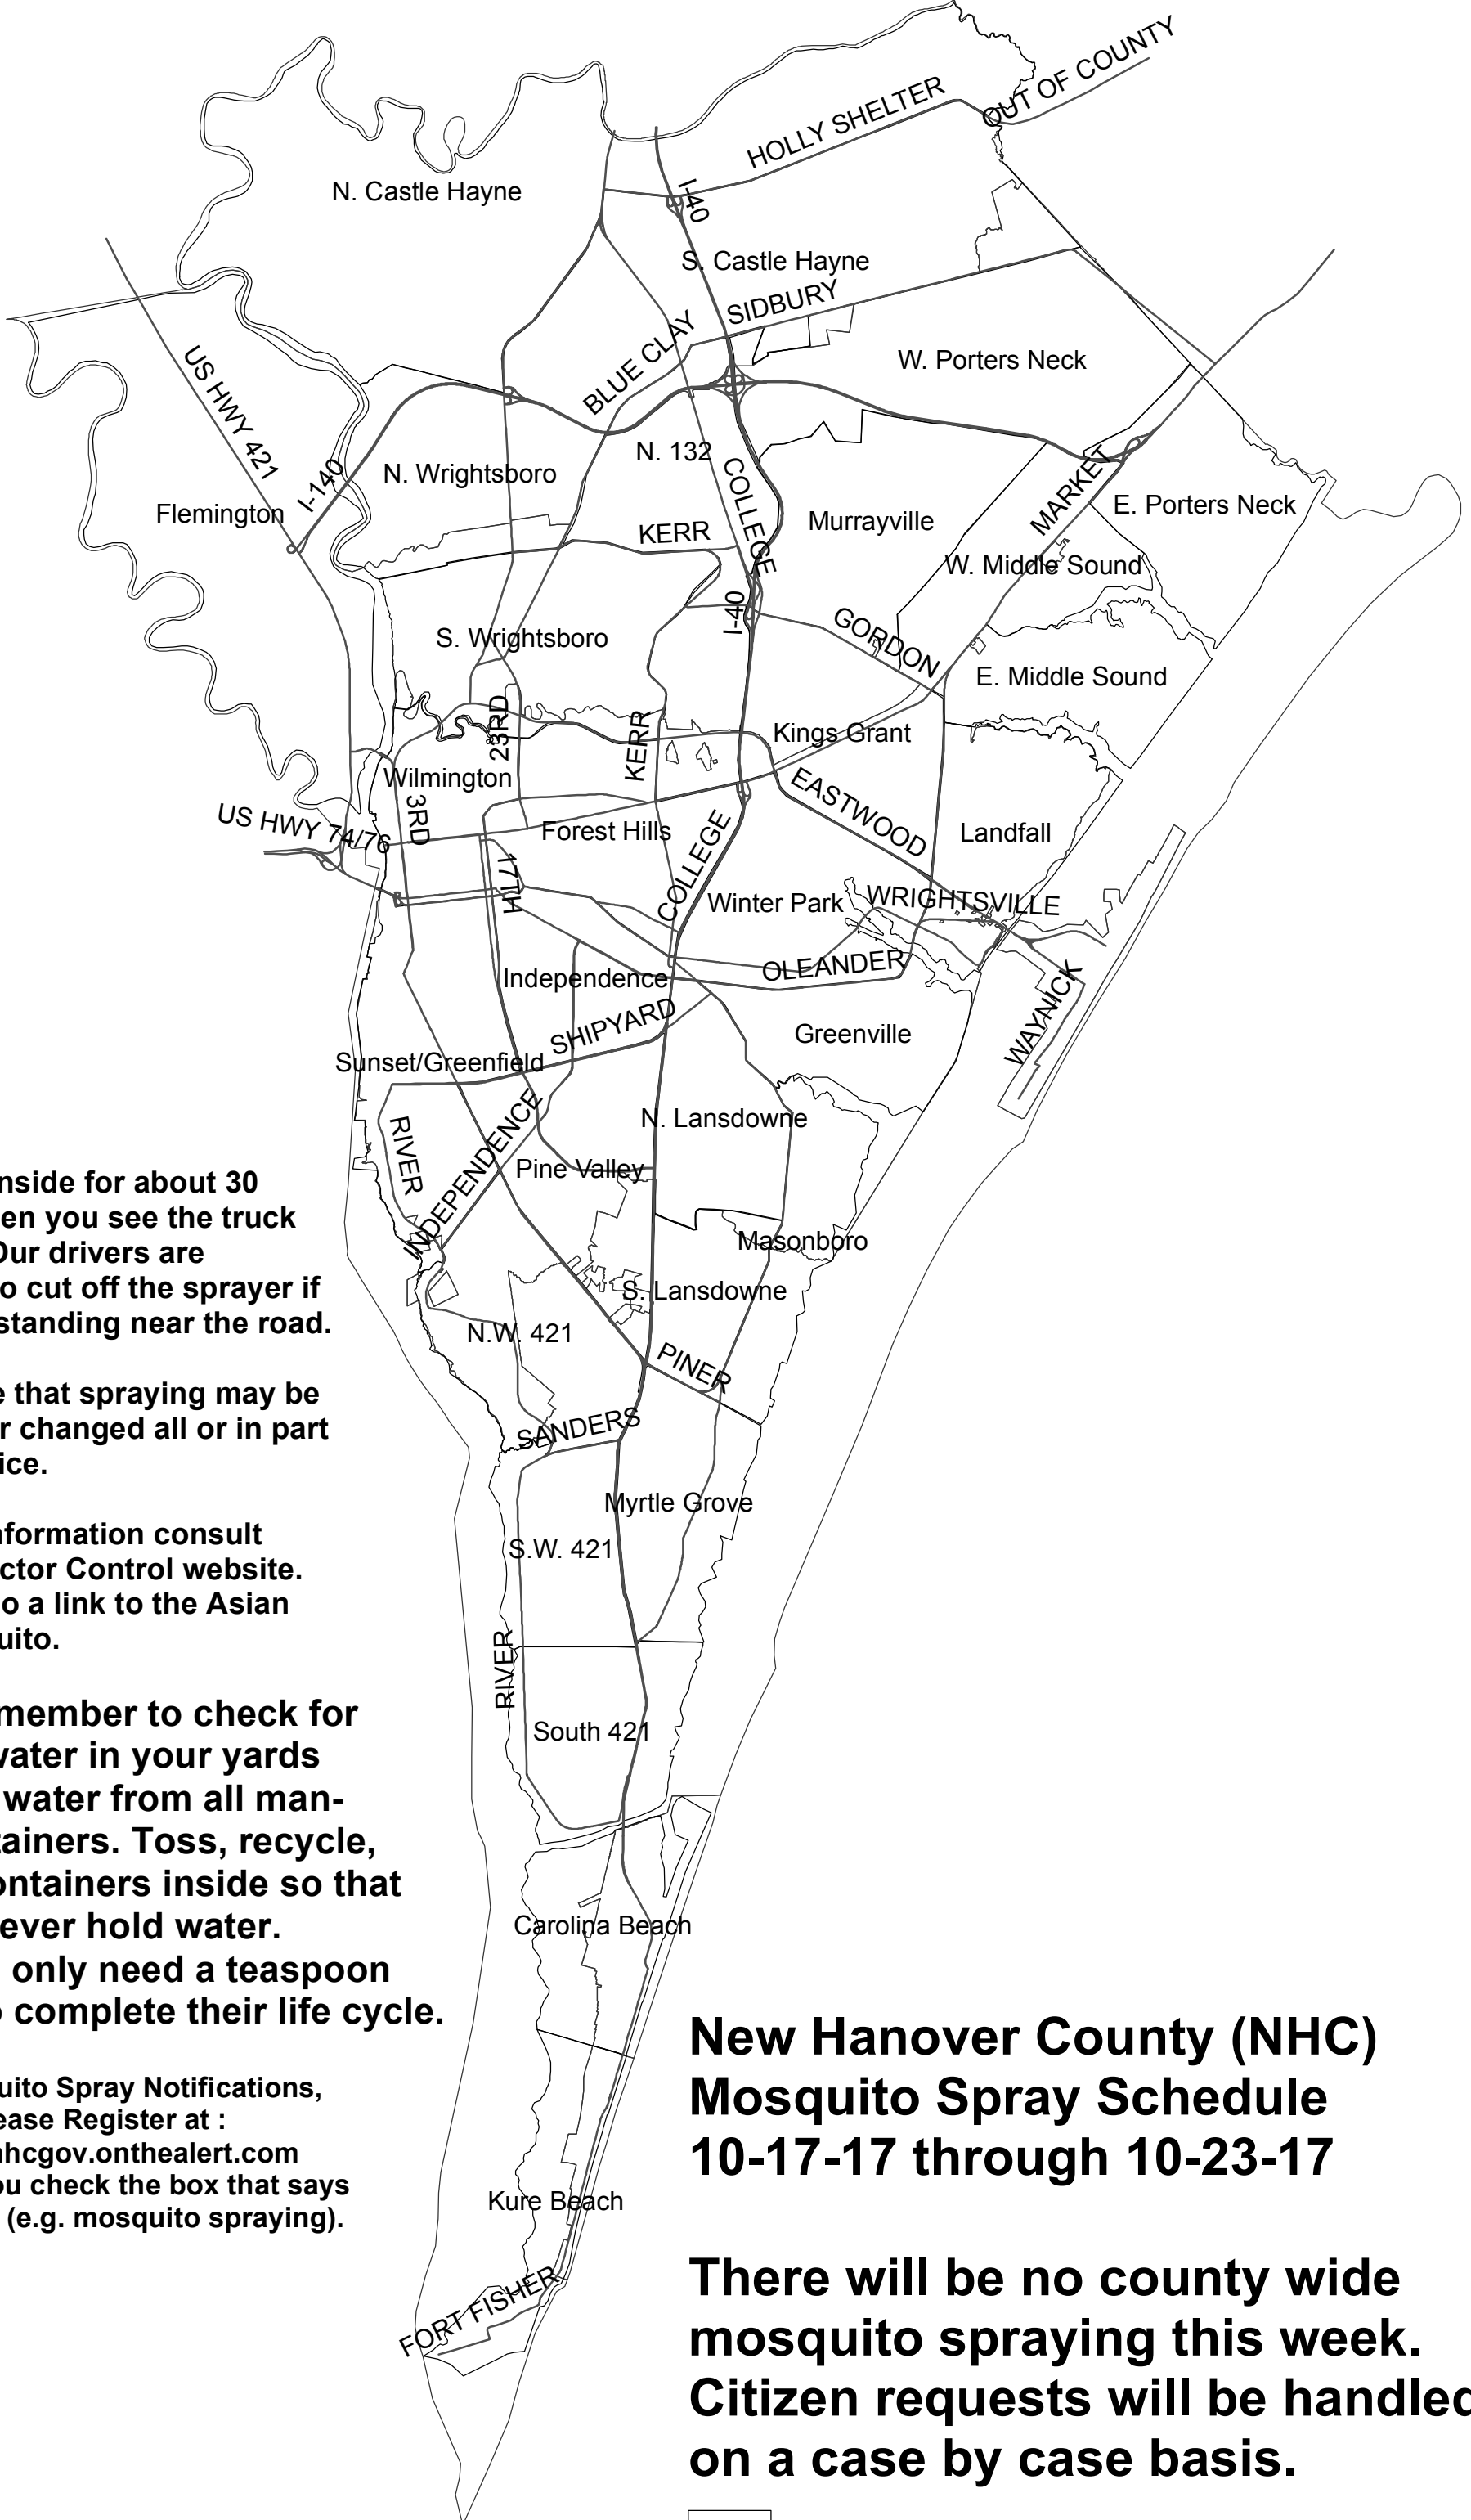 OUT OF COUNTY
HOLLY SHELTER
N. Castle Hayne
I-40
S. Castle Hayne
SIDBURY
BLUE CLAY
W. Porters Neck
US HWY 421
N. 132
COLLEGE
I-140
N. Wrightsboro
MARKET
E. Porters Neck
Flemington
Murrayville
KERR
W. Middle Sound
I-40
GORDON
S. Wrightsboro
E. Middle Sound
23RD
KERR
Kings Grant
Wilmington
EASTWOOD
3RD
US HWY 74/76
Forest Hills
Landfall
COLLEGE
17TH
Winter Park
WRIGHTSVILLE
OLEANDER
Independence
SHIPYARD
WAYNICK
Greenville
Sunset/Greenfield
INDEPENDENCE
N. Lansdowne
RIVER
Pine Valley
Masonboro
S. Lansdowne
N.W. 421
PINER
SANDERS
Myrtle Grove
S.W. 421
RIVER
South 421
Carolina Beach
Kure Beach
FORT FISHER
nside for about 30
en you see the truck
Our drivers are
o cut off the sprayer if
standing near the road.
e that spraying may be
r changed all or in part
ice.
nformation consult
ctor Control website.
o a link to the Asian
uito.
member to check for
water in your yards
water from all man-
tainers. Toss, recycle,
ontainers inside so that
ever hold water.
only need a teaspoon
o complete their life cycle.
uito Spray Notifications,
ease Register at :
nhcgov.onthealert.com
ou check the box that says
(e.g. mosquito spraying).
New Hanover County (NHC)
Mosquito Spray Schedule
10-17-17 through 10-23-17
There will be no county wide
mosquito spraying this week.
Citizen requests will be handled
on a case by case basis.